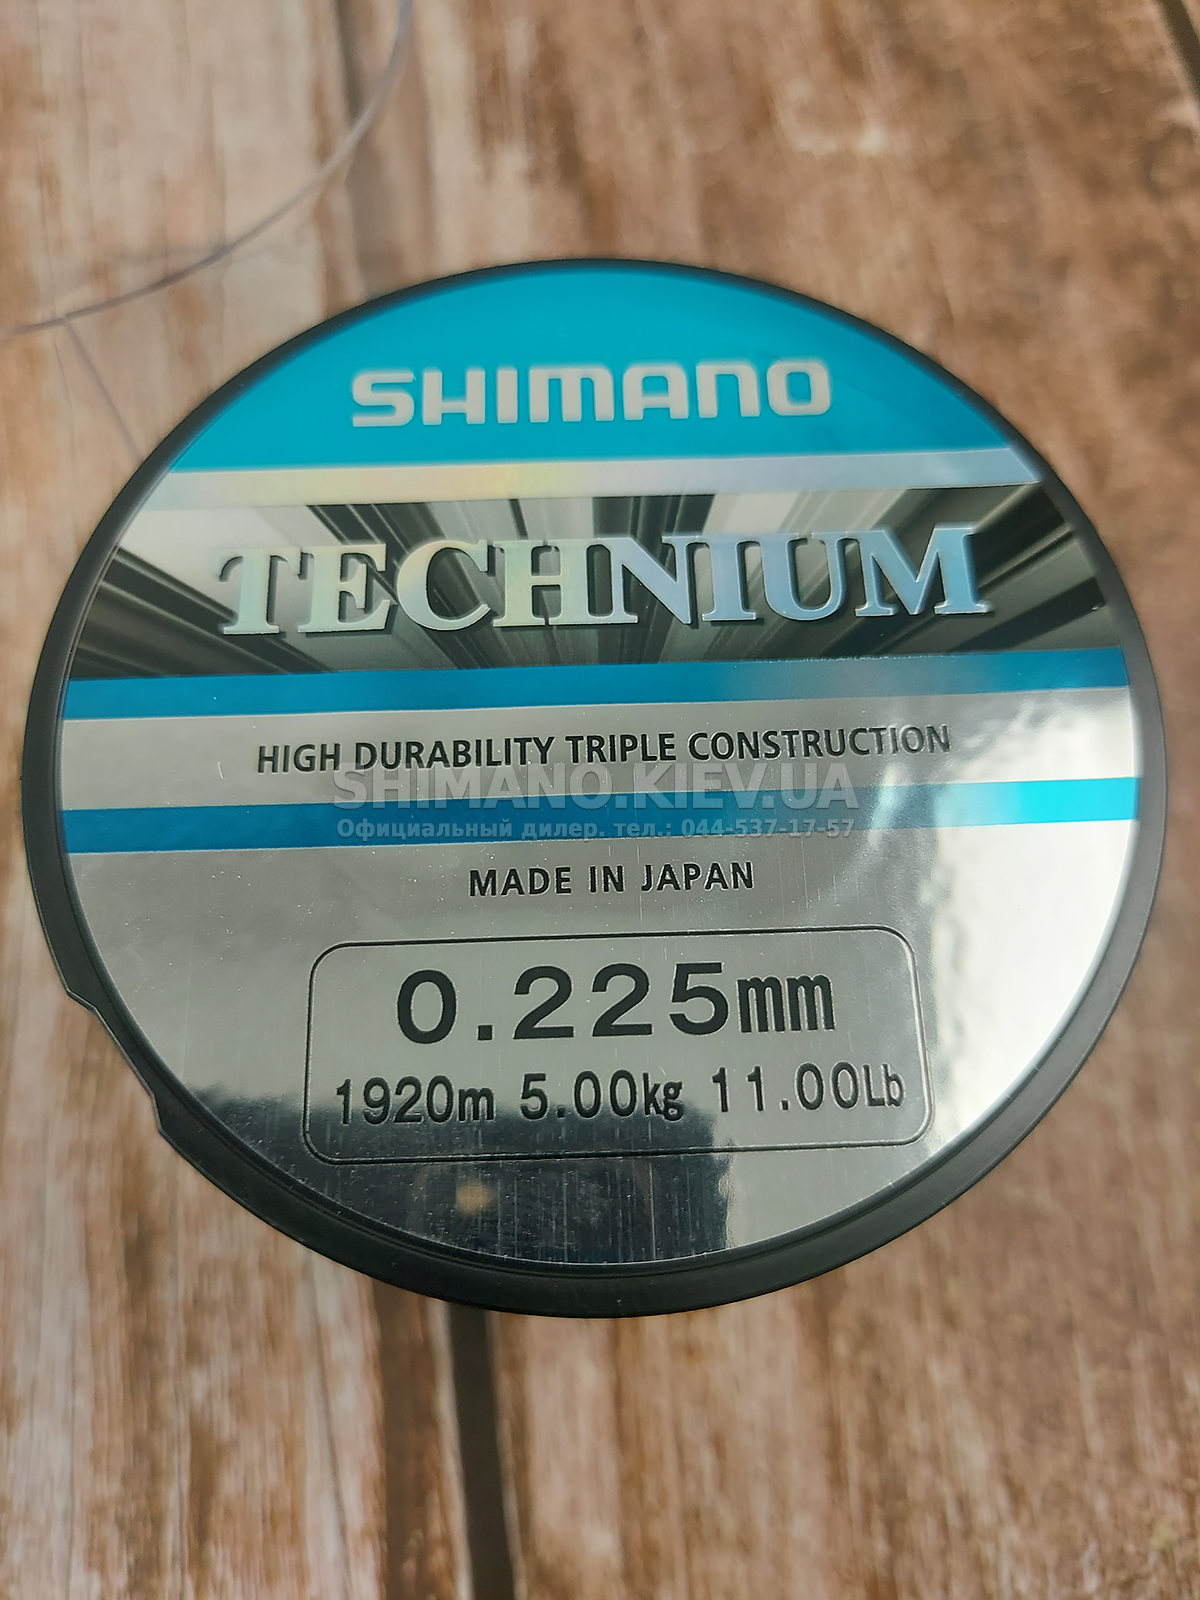 SHIMANO
TECHNIUM
HIGH DURABILITY TRIPLE CONSTRUCTION
SHIMANO.KIEV.UA
Официальный дилер. тел.: 044-537-17-57
MADE IN JAPAN
0.225mm
1920m 5.00kg 11.00Lb